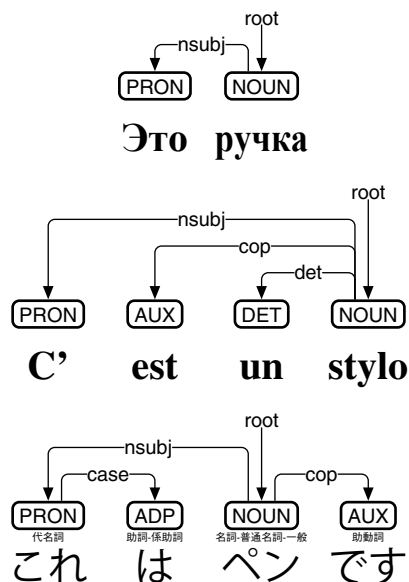 root
nsubj
PRON NOUN
Это ручка
root
nsubj
cop
det
PRON AUX DET NOUN
C’ est un stylo
root
nsubj
case cop
PRON ADP NOUN AUX
代名詞 助詞-係助詞 名詞-普通名詞-一般 助動詞
これ は ペン です